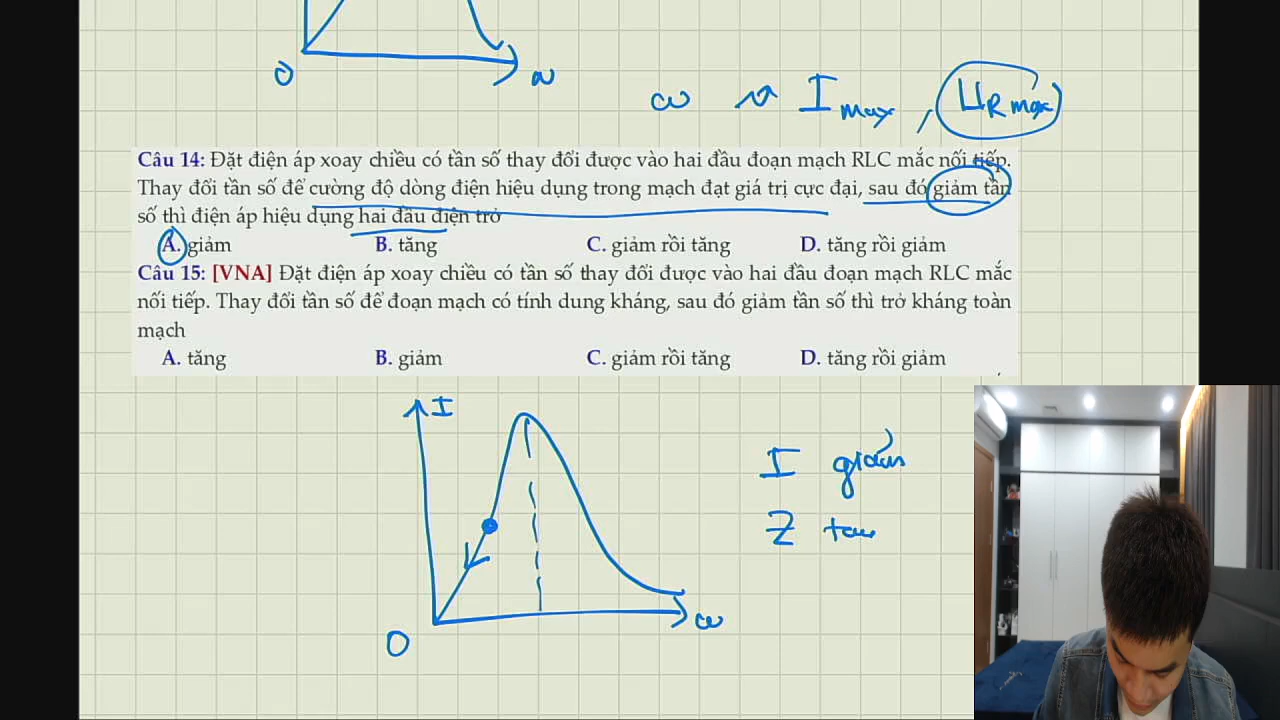 0
ω
ω ~ I max , U R max
Câu 14: Đặt điện áp xoay chiều có tần số thay đổi được vào hai đầu đoạn mạch RLC mắc nối tiếp.
Thay đổi tần số để cường độ dòng điện hiệu dụng trong mạch đạt giá trị cực đại, sau đó giảm tần
số thì điện áp hiệu dụng hai đầu điện trở
A. giảm B. tăng C. giảm rồi tăng D. tăng rồi giảm
Câu 15: [VNA] Đặt điện áp xoay chiều có tần số thay đổi được vào hai đầu đoạn mạch RLC mắc
nối tiếp. Thay đổi tần số để đoạn mạch có tính dung kháng, sau đó giảm tần số thì trở kháng toàn
mạch
A. tăng B. giảm C. giảm rồi tăng D. tăng rồi giảm
I
I giảm
Z
0
ω